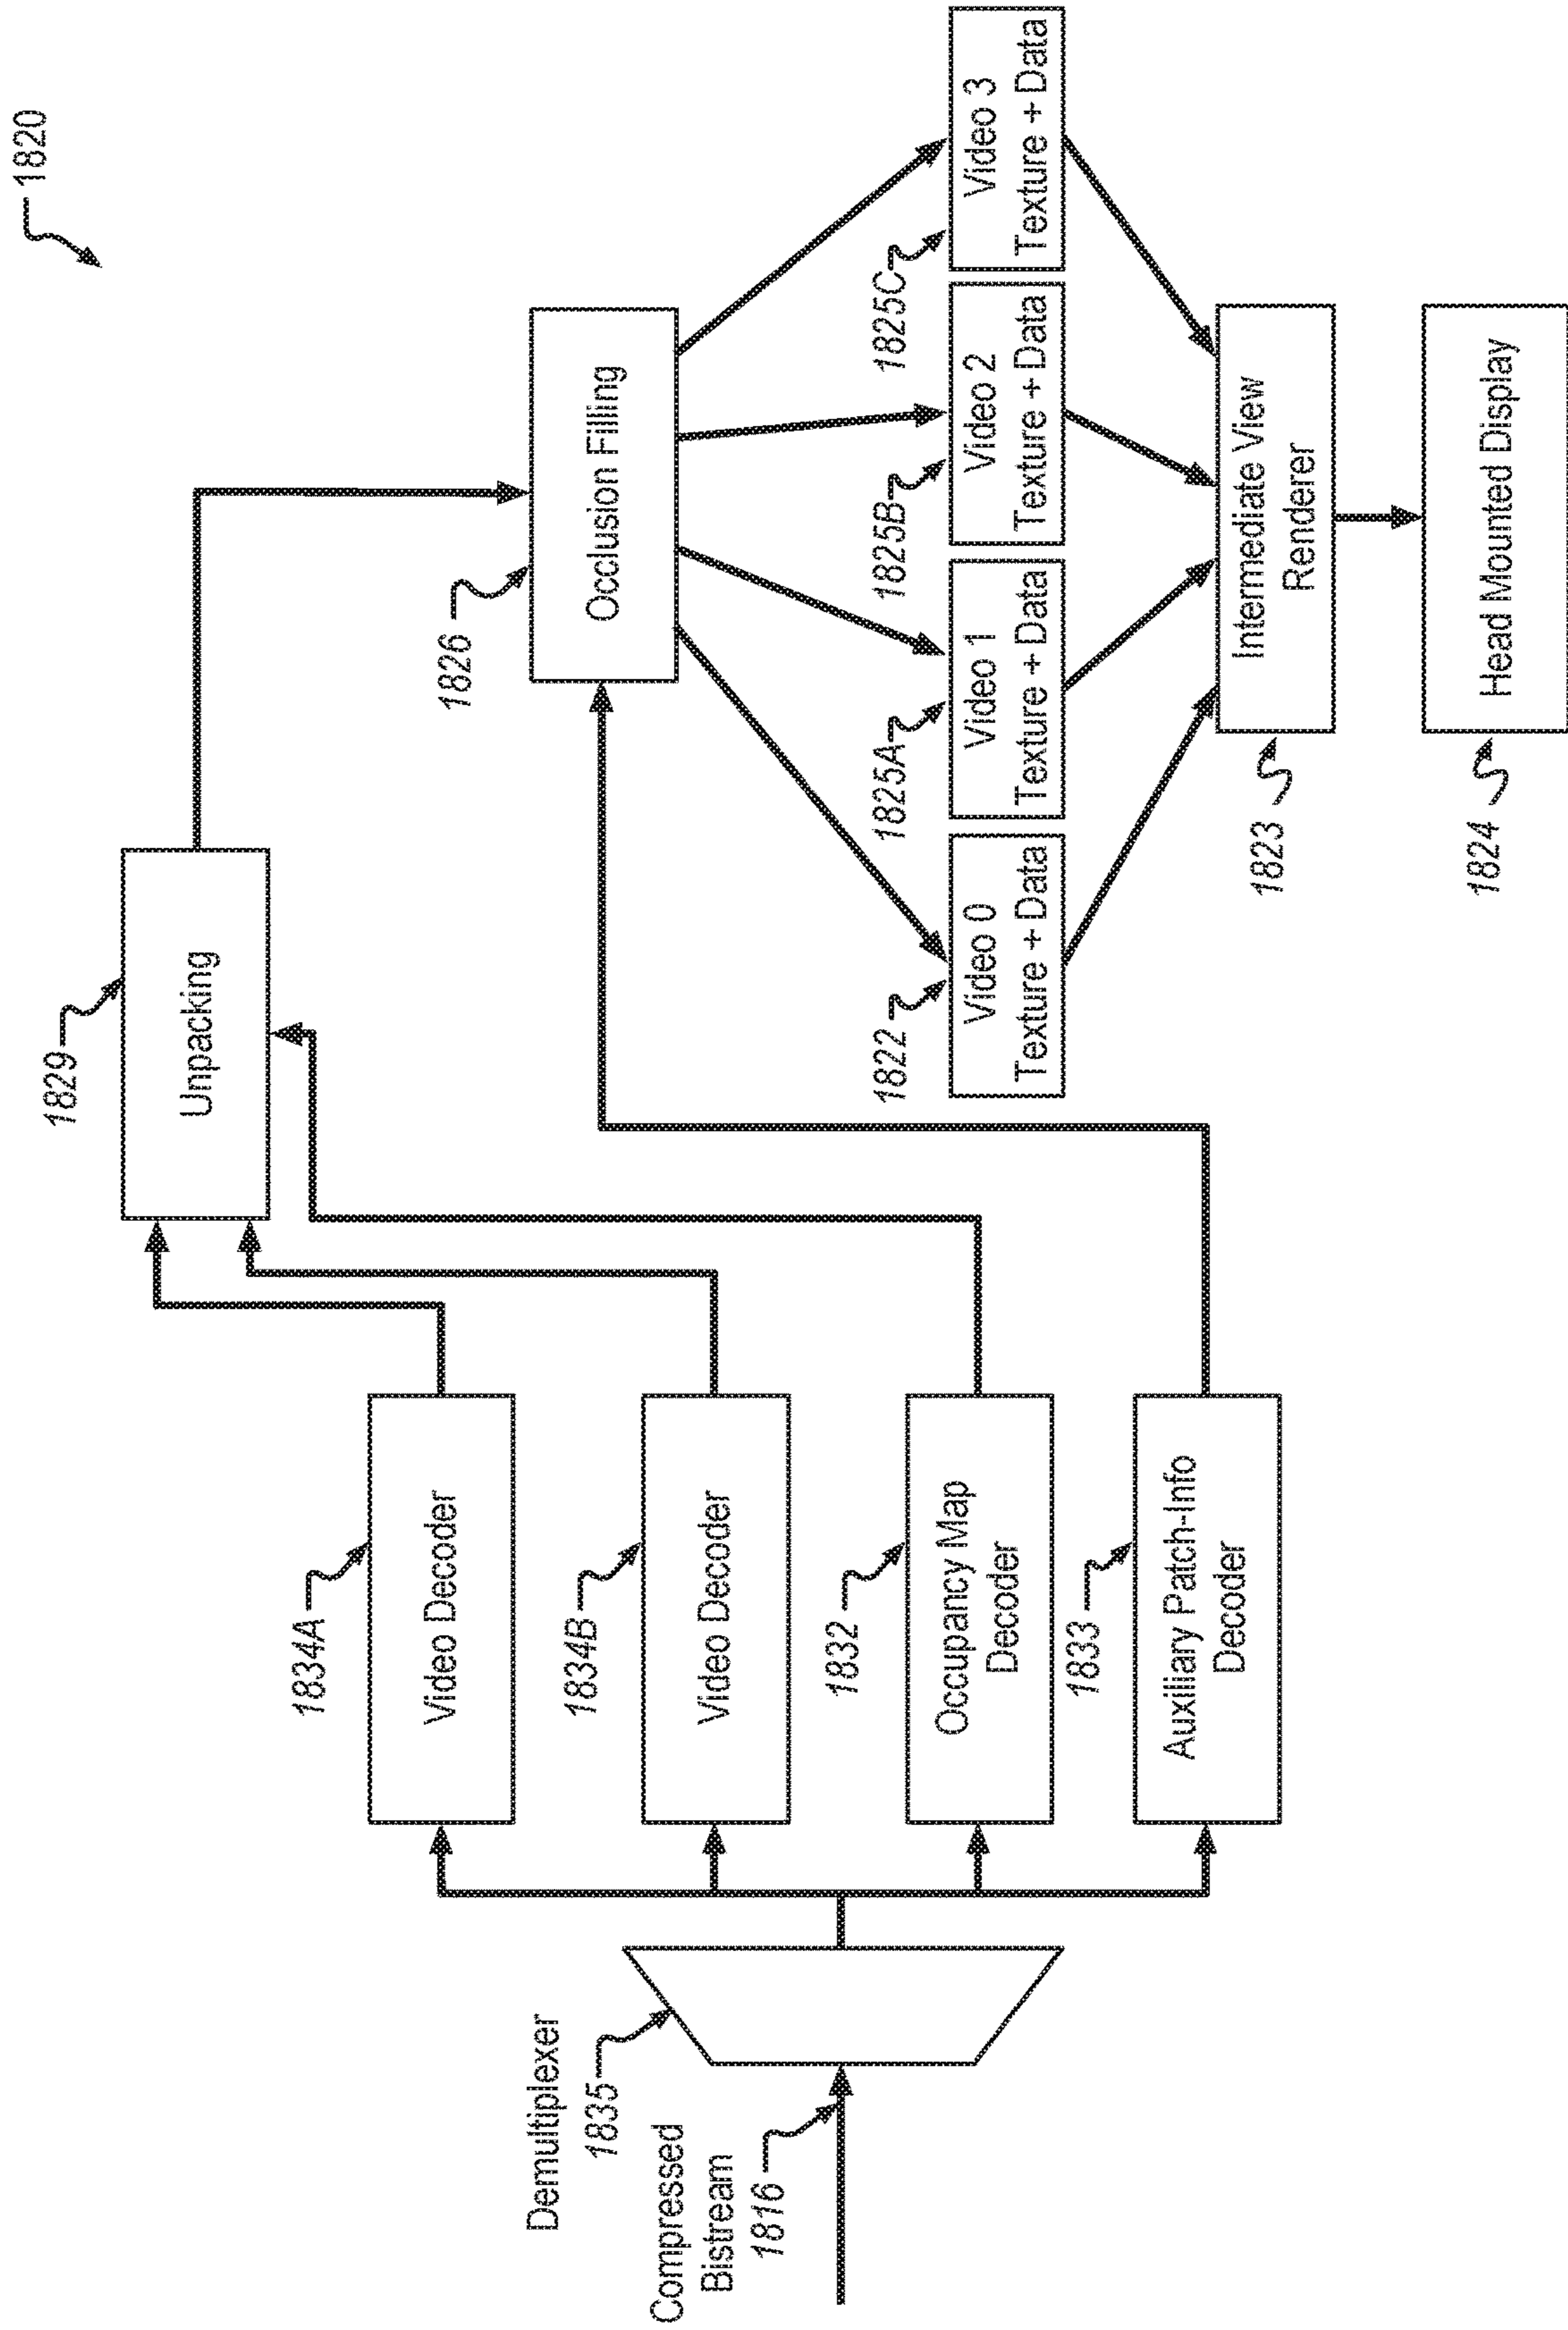 1820
Compressed
Bistream
1816
Demultiplexer
1835
1834A
Video Decoder
1834B
Video Decoder
1832
Occupancy Map
Decoder
1833
Auxiliary Patch-Info
Decoder
1829
Unpacking
1826
Occlusion Filling
1822
Video 0
Texture + Data
1825A
Video 1
Texture + Data
1825B
Video 2
Texture + Data
1825C
Video 3
Texture + Data
1823
Intermediate View
Renderer
1824
Head Mounted Display